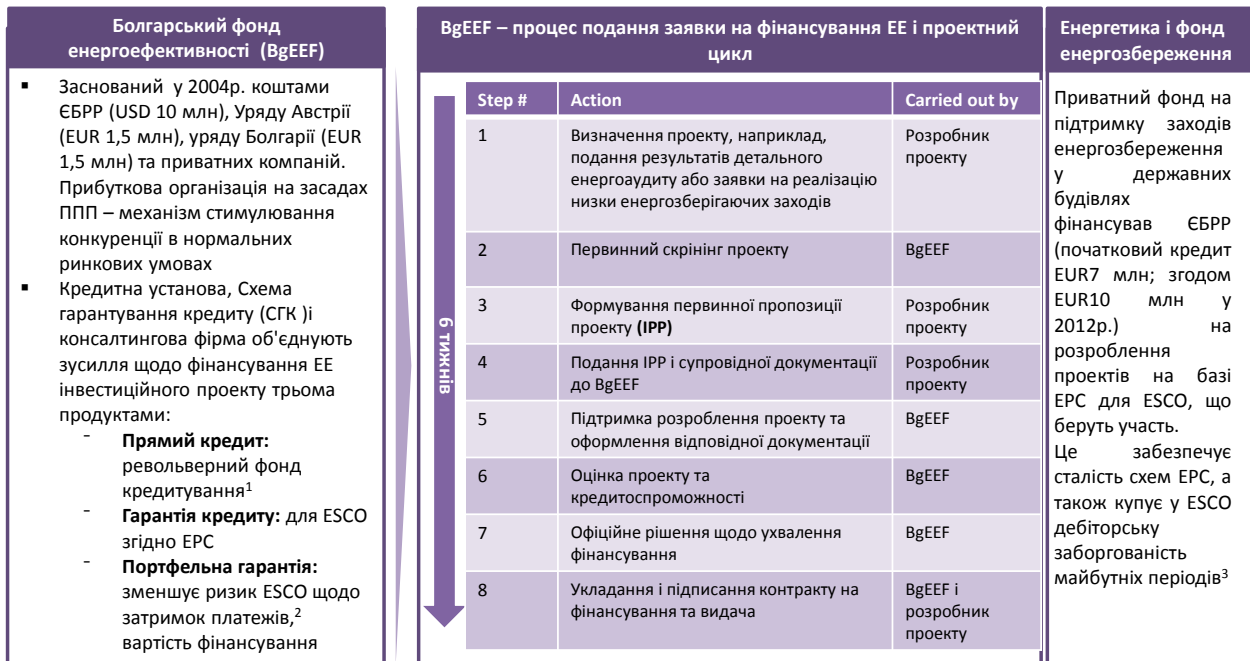 Болгарський фонд
енергоефективності (BgEEF)
▪ Заснований у 2004р. коштами
ЄБРР (USD 10 млн), Уряду Австрії
(EUR 1,5 млн), уряду Болгарії (EUR
1,5 млн) та приватних компаній.
Прибуткова організація на засадах
ППП – механізм стимулювання
конкуренції в нормальних
ринкових умовах
▪ Кредитна установа, Схема
гарантування кредиту (СГК )і
консалтингова фірма об'єднують
зусилля щодо фінансування ЕЕ
інвестиційного проекту трьома
продуктами:
- Прямий кредит:
револьверний фонд
кредитування1
- Гарантія кредиту: для ESCO
згідно EPC
- Портфельна гарантія:
зменшує ризик ESCO щодо
затримок платежів,2
вартість фінансування
BgEEF – процес подання заявки на фінансування ЕЕ і проектний
цикл
6 тижнів
Step # Action Carried out by
1 Визначення проекту, наприклад, Розробник
подання результатів детального проекту
енергоаудиту або заявки на реалізацію
низки енергозберігаючих заходів
2 Первинний скрінінг проекту BgEEF
3 Формування первинної пропозиції Розробник
проекту (IPP) проекту
4 Подання IPP і супровідної документації Розробник
до BgEEF проекту
5 Підтримка розроблення проекту та BgEEF
оформлення відповідної документації
6 Оцінка проекту та BgEEF
кредитоспроможності
7 Офіційне рішення щодо ухвалення BgEEF
фінансування
8 Укладання і підписання контракту на BgEEF і
фінансування та видача розробник
проекту
Енергетика і фонд
енергозбереження
Приватний фонд на
підтримку заходів
енергозбереження
у державних
будівлях
фінансував ЄБРР
(початковий кредит
EUR7 млн; згодом
EUR10 млн у
2012р.) на
розроблення
проектів на базі
EPC для ESCO, що
беруть участь.
Це забезпечує
сталість схем EPC, а
також купує у ESCO
дебіторську
заборгованість
майбутніх періодів3